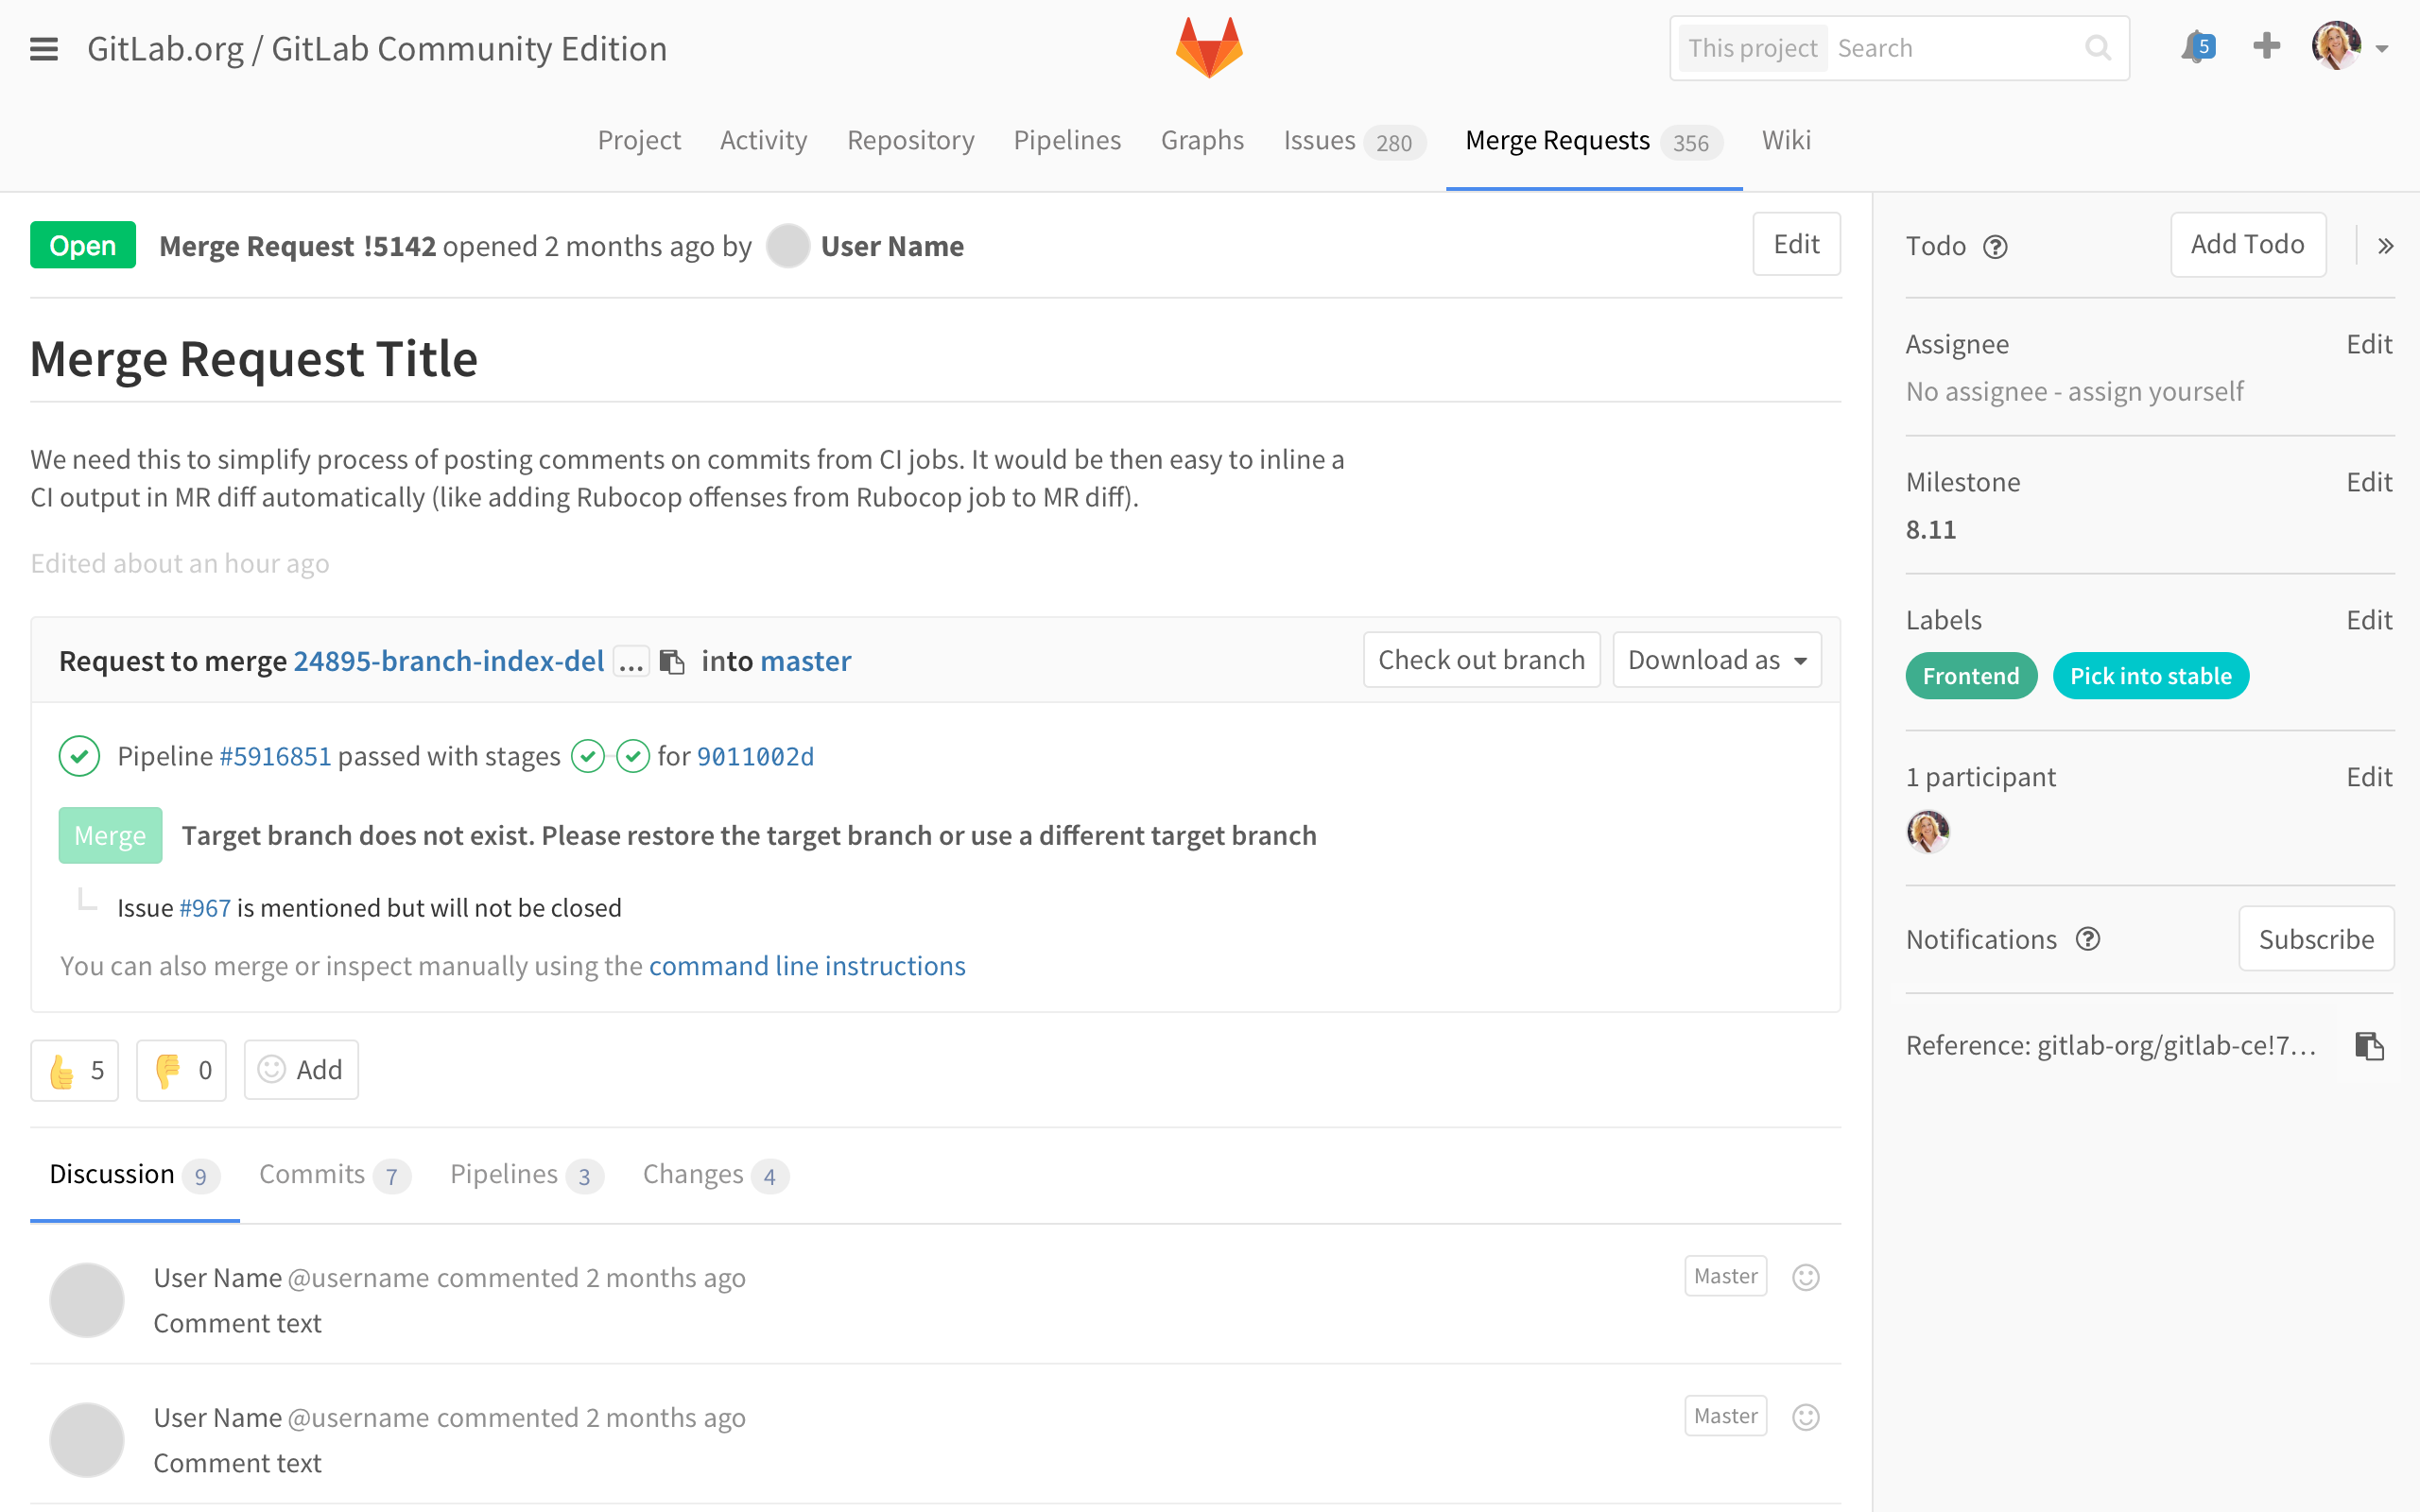 GitLab.org / GitLab Community Edition
This project Search
5
Project Activity Repository Pipelines Graphs Issues 280 Merge Requests 356 Wiki
Open Merge Request !5142 opened 2 months ago by User Name Edit
Merge Request Title
We need this to simplify process of posting comments on commits from CI jobs. It would be then easy to inline a
CI output in MR diff automatically (like adding Rubocop offenses from Rubocop job to MR diff).
Edited about an hour ago
Request to merge 24895-branch-index-del ... into master Check out branch Download as
Pipeline #5916851 passed with stages for 9011002d
Merge Target branch does not exist. Please restore the target branch or use a different target branch
Issue #967 is mentioned but will not be closed
You can also merge or inspect manually using the command line instructions
5 0 Add
Discussion 9 Commits 7 Pipelines 3 Changes 4
User Name @username commented 2 months ago Master
Comment text
User Name @username commented 2 months ago Master
Comment text
Todo Add Todo
Assignee Edit
No assignee - assign yourself
Milestone Edit
8.11
Labels Edit
Frontend Pick into stable
1 participant Edit
Notifications Subscribe
Reference: gitlab-org/gitlab-ce!7...